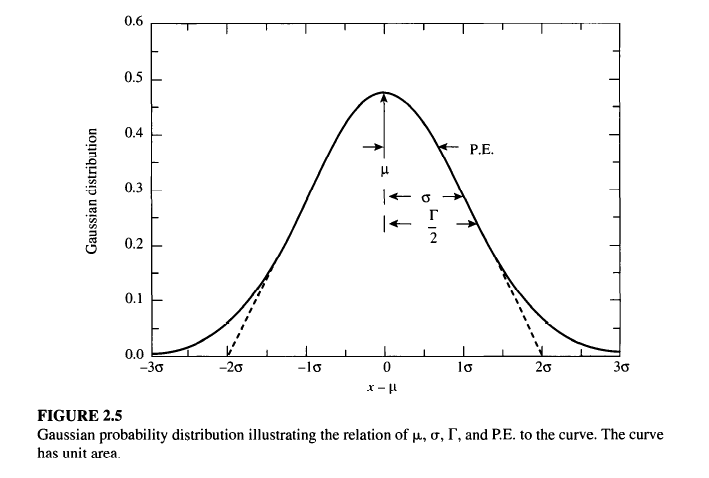 0.6
0.5
0.4
0.3
0.2
0.1
0.0
Gaussian distribution
P.E.
μ
σ
Γ
2
−3σ −2σ −1σ 0 1σ 2σ 3σ
x − μ
FIGURE 2.5
Gaussian probability distribution illustrating the relation of μ, σ, Γ, and P.E. to the curve. The curve
has unit area.